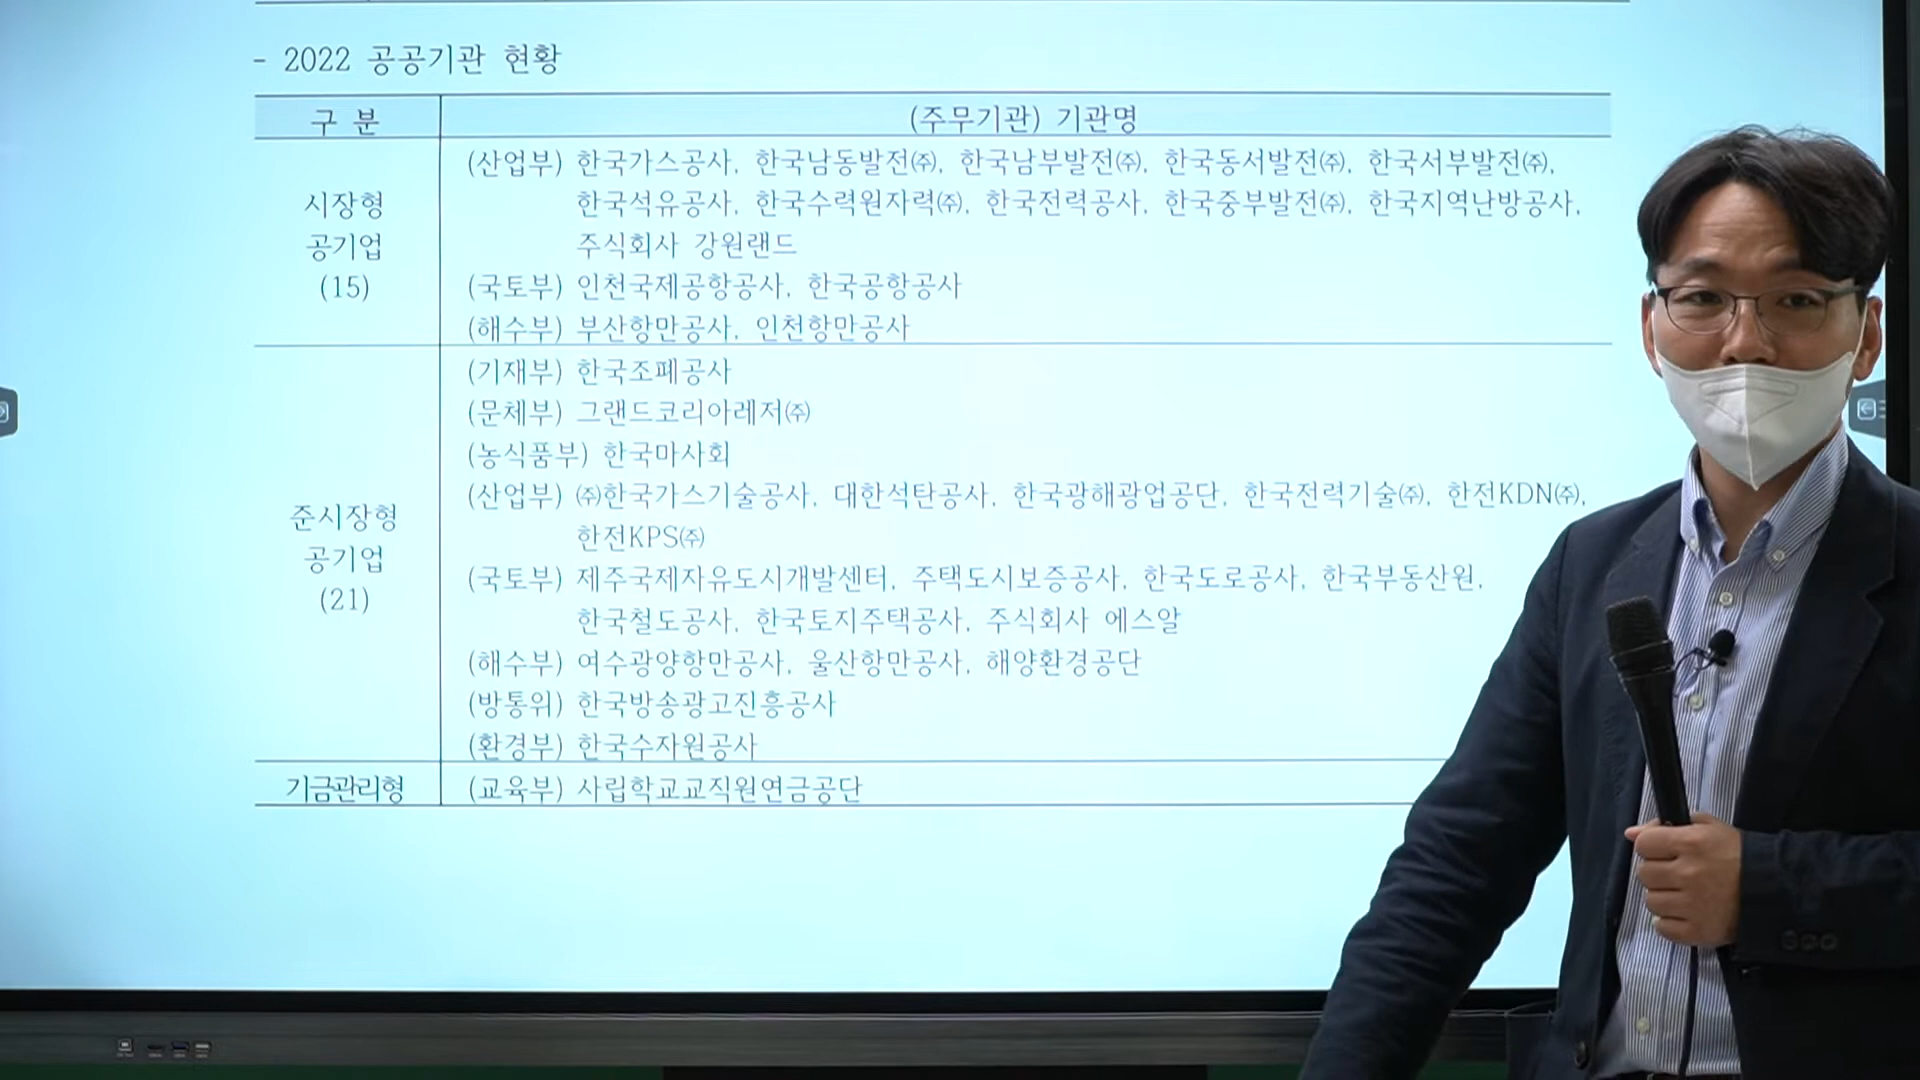 - 2022 공공기관 현황
구 분
(주무기관) 기관명
시장형
공기업
(15)
(산업부) 한국가스공사, 한국남동발전㈜, 한국남부발전㈜, 한국동서발전㈜, 한국서부발전㈜,
한국석유공사, 한국수력원자력㈜, 한국전력공사, 한국중부발전㈜, 한국지역난방공사,
주식회사 강원랜드
(국토부) 인천국제공항공사, 한국공항공사
(해수부) 부산항만공사, 인천항만공사
준시장형
공기업
(21)
(기재부) 한국조폐공사
(문체부) 그랜드코리아레저㈜
(농식품부) 한국마사회
(산업부) ㈜한국가스기술공사, 대한석탄공사, 한국광해광업공단, 한국전력기술㈜, 한전KDN㈜,
한전KPS㈜
(국토부) 제주국제자유도시개발센터, 주택도시보증공사, 한국도로공사, 한국부동산원,
한국철도공사, 한국토지주택공사, 주식회사 에스알
(해수부) 여수광양항만공사, 울산항만공사, 해양환경공단
(방통위) 한국방송광고진흥공사
(환경부) 한국수자원공사
기금관리형
(교육부) 사립학교교직원연금공단